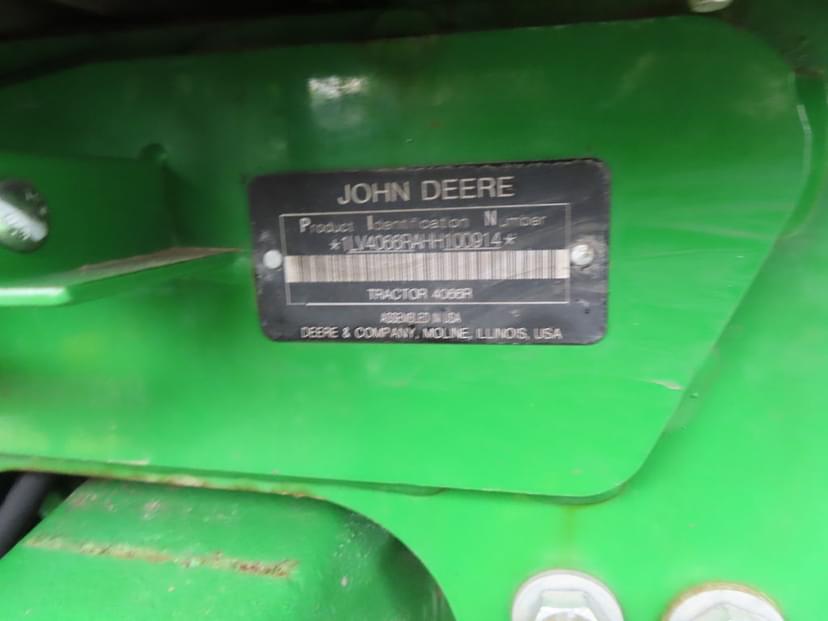 JOHN DEERE
Product Identification Number
*1LV4066RAHH100914*
TRACTOR 4066R
ASSEMBLED IN USA
DEERE & COMPANY, MOLINE, ILLINOIS, USA